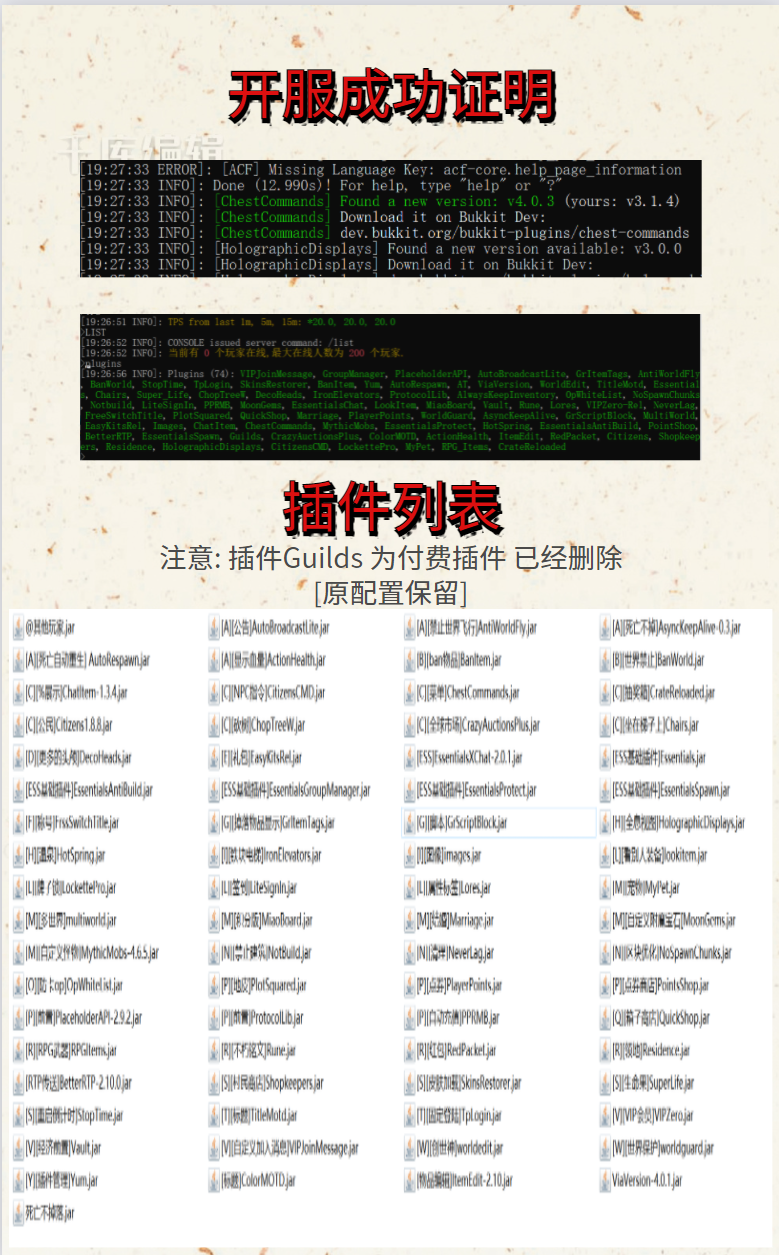 开服成功证明
千库编辑
[19:27:33 ERROR]: [ACF] Missing Language Key: acf-core.help_page_information
[19:27:33 INFO]: Done (12.990s)! For help, type "help" or "?"
[19:27:33 INFO]: [ChestCommands] Found a new version: v4.0.3 (yours: v3.1.4)
[19:27:33 INFO]: [ChestCommands] Download it on Bukkit Dev:
[19:27:33 INFO]: [ChestCommands] dev.bukkit.org/bukkit-plugins/chest-commands
[19:27:33 INFO]: [HolographicDisplays] Found a new version available: v3.0.0
[19:27:33 INFO]: [HolographicDisplays] Download it on Bukkit Dev:
[19:26:51 INFO]: TPS from last 1m, 5m, 15m: *20.0, 20.0, 20.0
>LIST
[19:26:52 INFO]: CONSOLE issued server command: /list
[19:26:52 INFO]: 当前有 0 个玩家在线,最大在线人数为 200 个玩家.
>plugins
[19:26:56 INFO]: Plugins (74): VIPJoinMessage, GroupManager, PlaceholderAPI, AutoBroadcastLite, GrItemTags, AntiWorldFly
, BanWorld, StopTime, TpLogin, SkinsRestorer, BanItem, Yum, AutoRespawn, AT, ViaVersion, WorldEdit, TitleMotd, Essential
s, Chairs, Super_Life, ChopTreeW, DecoHeads, IronElevators, ProtocolLib, AlwaysKeepInventory, OpWhiteList, NoSpawnChunks
, Notbuild, LiteSignIn, PPRMB, MoonGems, EssentialsChat, LookItem, MiaoBoard, Vault, Rune, Lores, VIPZero-Rel, NeverLag,
FreeSwitchTitle, PlotSquared, QuickShop, Marriage, PlayerPoints, WorldGuard, AsyncKeepAlive, GrScriptBlock, MultiWorld,
EasyKitsRel, Images, ChatItem, ChestCommands, MythicMobs, EssentialsProtect, HotSpring, EssentialsAntiBuild, PointShop,
BetterRTP, EssentialsSpawn, Guilds, CrazyAuctionsPlus, ColorMOTD, ActionHealth, ItemEdit, RedPacket, Citizens, Shopkeep
ers, Residence, HolographicDisplays, CitizensCMD, LockettePro, MyPet, RPG_Items, CrateReloaded
插件列表
注意: 插件Guilds 为付费插件 已经删除
[原配置保留]
@其他玩家.jar [A][公告]AutoBroadcastLite.jar [A][禁止世界飞行]AntiWorldFly.jar [A][死亡不掉]AsyncKeepAlive-0.3.jar
[A][死亡自动重生] AutoRespawn.jar [A][显示血量]ActionHealth.jar [B][ban物品]BanItem.jar [B][世界禁止]BanWorld.jar
[C][%展示]ChatItem-1.3.4.jar [C][NPC指令]CitizensCMD.jar [C][菜单]ChestCommands.jar [C][抽奖箱]CrateReloaded.jar
[C][公民]Citizens1.8.8.jar [C][砍树]ChopTreeW.jar [C][全球市场]CrazyAuctionsPlus.jar [C][坐在梯子上]Chairs.jar
[D][更多的头颅]DecoHeads.jar [E][礼包]EasyKitsRel.jar [ESS]EssentialsXChat-2.0.1.jar [ESS基础插件]Essentials.jar
[ESS基础插件]EssentialsAntiBuild.jar [ESS基础插件]EssentialsGroupManager.jar [ESS基础插件]EssentialsProtect.jar [ESS基础插件]EssentialsSpawn.jar
[F][称号]FrssSwitchTitle.jar [G][掉落物品显示]GrItemTags.jar [G][脚本]GrScriptBlock.jar [H][全息视图]HolographicDisplays.jar
[H][温泉]HotSpring.jar [I][铁块电梯]IronElevators.jar [I][图像]images.jar [L][看别人装备]lookitem.jar
[L][牌子锁]LockettePro.jar [L][签到]LiteSignIn.jar [L][属性标签]Lores.jar [M][宠物]MyPet.jar
[M][多世界]multiworld.jar [M][积分版]MiaoBoard.jar [M][结婚]Marriage.jar [M][自定义附魔宝石]MoonGems.jar
[M][自定义怪物]MythicMobs-4.6.5.jar [N][禁止建筑]NotBuild.jar [N][清理]NeverLag.jar [N][区块优化]NoSpawnChunks.jar
[O][防卡op]OpWhiteList.jar [P][地皮]PlotSquared.jar [P][点券]PlayerPoints.jar [P][点券商店]PointsShop.jar
[P][前置]PlaceholderAPI-2.9.2.jar [P][前置]ProtocolLib.jar [P][自动充值]PPRMB.jar [Q][箱子商店]QuickShop.jar
[R][RPG武器]RPGItems.jar [R][不朽铭文]Rune.jar [R][红包]RedPacket.jar [R][领地]Residence.jar
[RTP传送]BetterRTP-2.10.0.jar [S][村民商店]Shopkeepers.jar [S][皮肤加载]SkinsRestorer.jar [S][生命果]SuperLife.jar
[S][重启倒计时]StopTime.jar [T][标题]TitleMotd.jar [T][固定登陆]TpLogin.jar [V][VIP会员]VIPZero.jar
[V][经济前置]Vault.jar [V][自定义加入消息]VIPJoinMessage.jar [W][创世神]worldedit.jar [W][世界保护]worldguard.jar
[Y][插件管理]Yum.jar [标题]ColorMOTD.jar [物品编辑]ItemEdit-2.10.jar ViaVersion-4.0.1.jar
死亡不掉落.jar